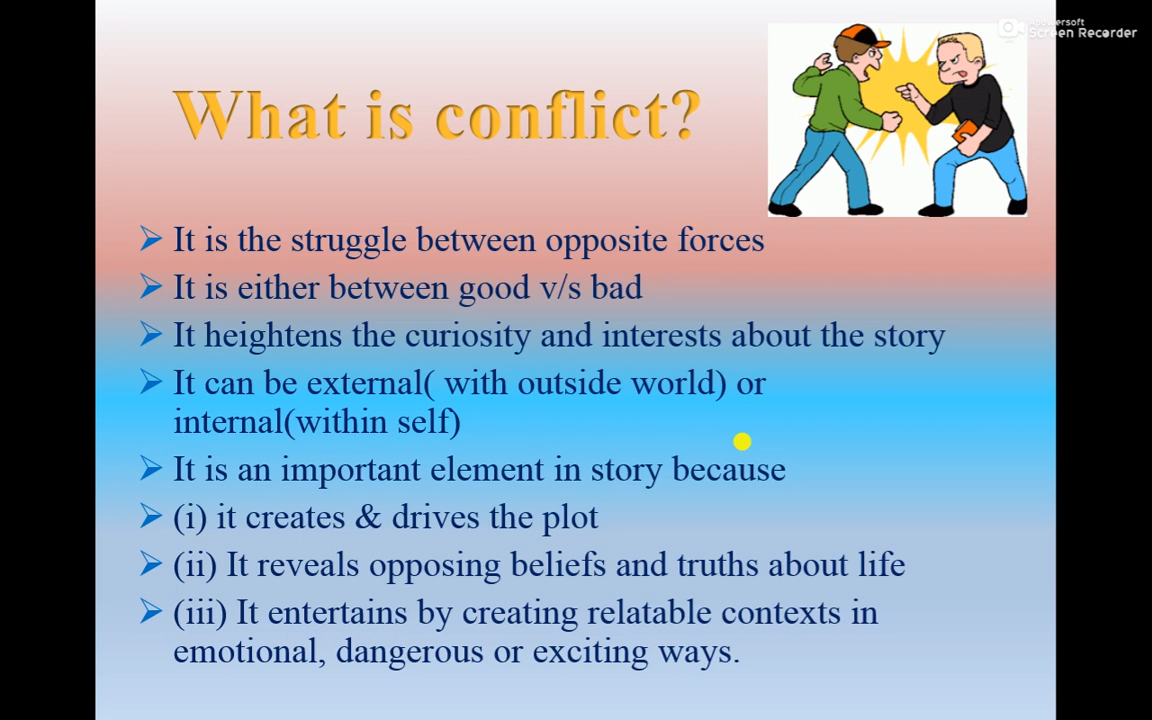 Apowersoft
Screen Recorder
What is conflict?
It is the struggle between opposite forces
It is either between good v/s bad
It heightens the curiosity and interests about the story
It can be external( with outside world) or
internal(within self)
It is an important element in story because
(i) it creates & drives the plot
(ii) It reveals opposing beliefs and truths about life
(iii) It entertains by creating relatable contexts in
emotional, dangerous or exciting ways.